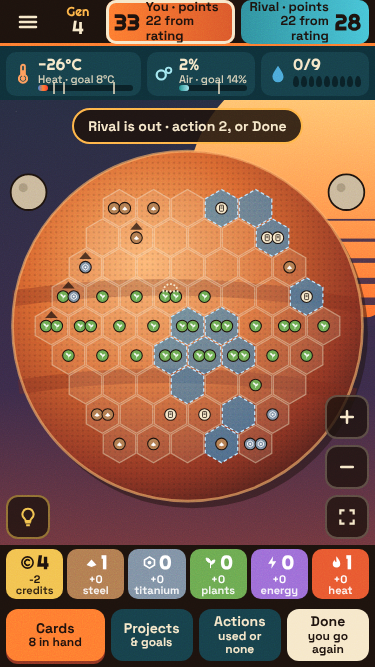 Gen
4
33
You · points
22 from
rating
Rival · points
22 from
rating
28
-26°C
Heat · goal 8°C
2%
Air · goal 14%
0/9
Rival is out · action 2, or Done
+
−
©4
-2
credits
1
+0
steel
0
+0
titanium
0
+0
plants
0
+0
energy
1
+0
heat
Cards
8 in hand
Projects
& goals
Actions
used or
none
Done
you go
again